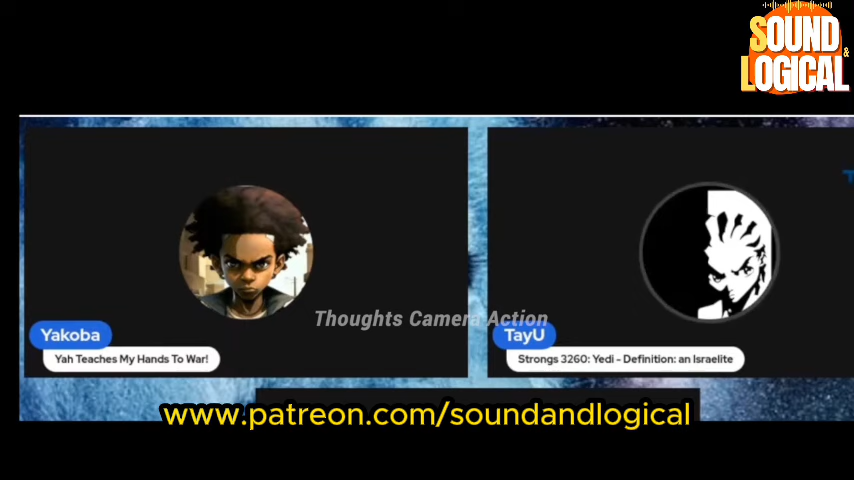 SOUND
&
LOGICAL
Thoughts Camera Action
Yakoba
TayU
Yah Teaches My Hands To War!
Strongs 3260: Yedi - Definition: an Israelite
www.patreon.com/soundandlogical